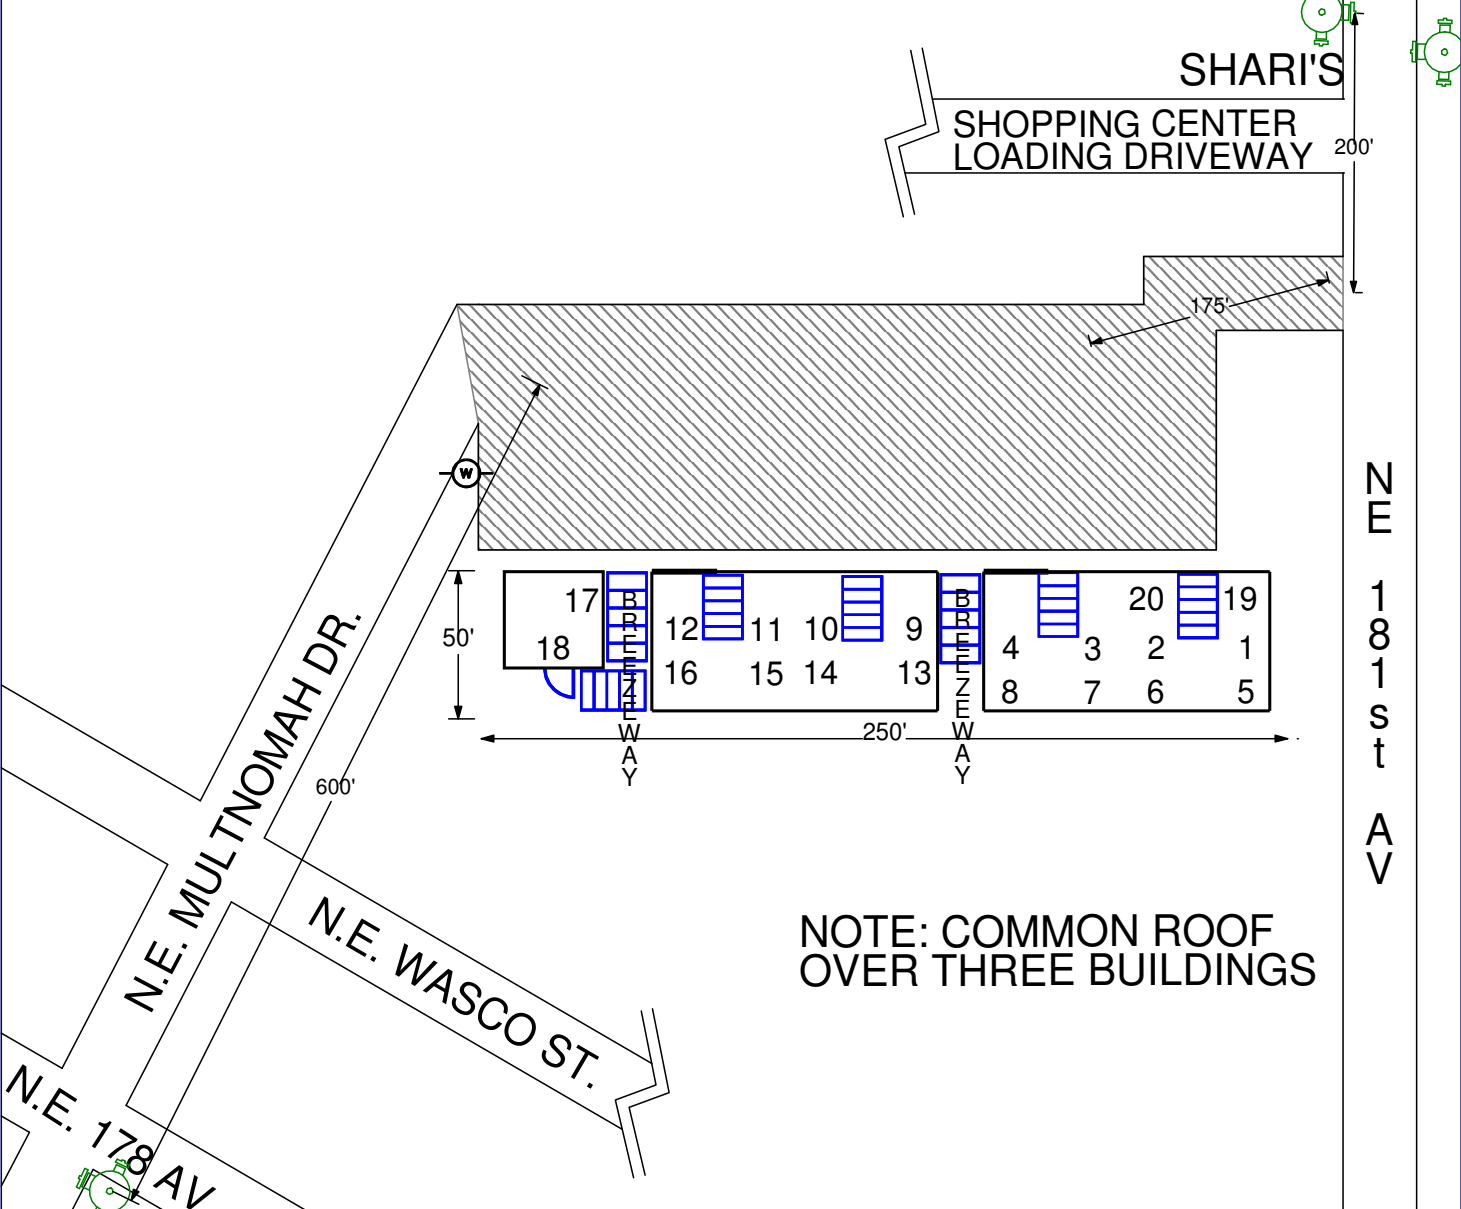 SHARI'S
SHOPPING CENTER
LOADING DRIVEWAY
200'
175'
W
NE 181st AV
50'
17
18
BREEZEWAY
12
11
10
9
16
15
14
13
BREEZEWAY
20
19
4
3
2
1
8
7
6
5
250'
600'
N.E. MULTNOMAH DR.
N.E. WASCO ST.
N.E. 178 AV
NOTE: COMMON ROOF
OVER THREE BUILDINGS